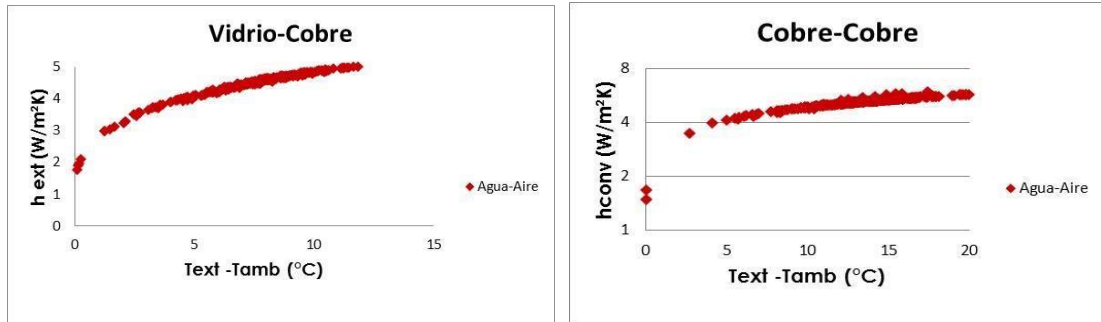 Vidrio-Cobre
5
4
3
2
1
0
h ext (W/m²K)
0
5
10
15
Text -Tamb (°C)
Agua-Aire
Cobre-Cobre
8
4
2
1
hconv (W/m²K)
0
5
10
15
20
Text -Tamb (°C)
Agua-Aire